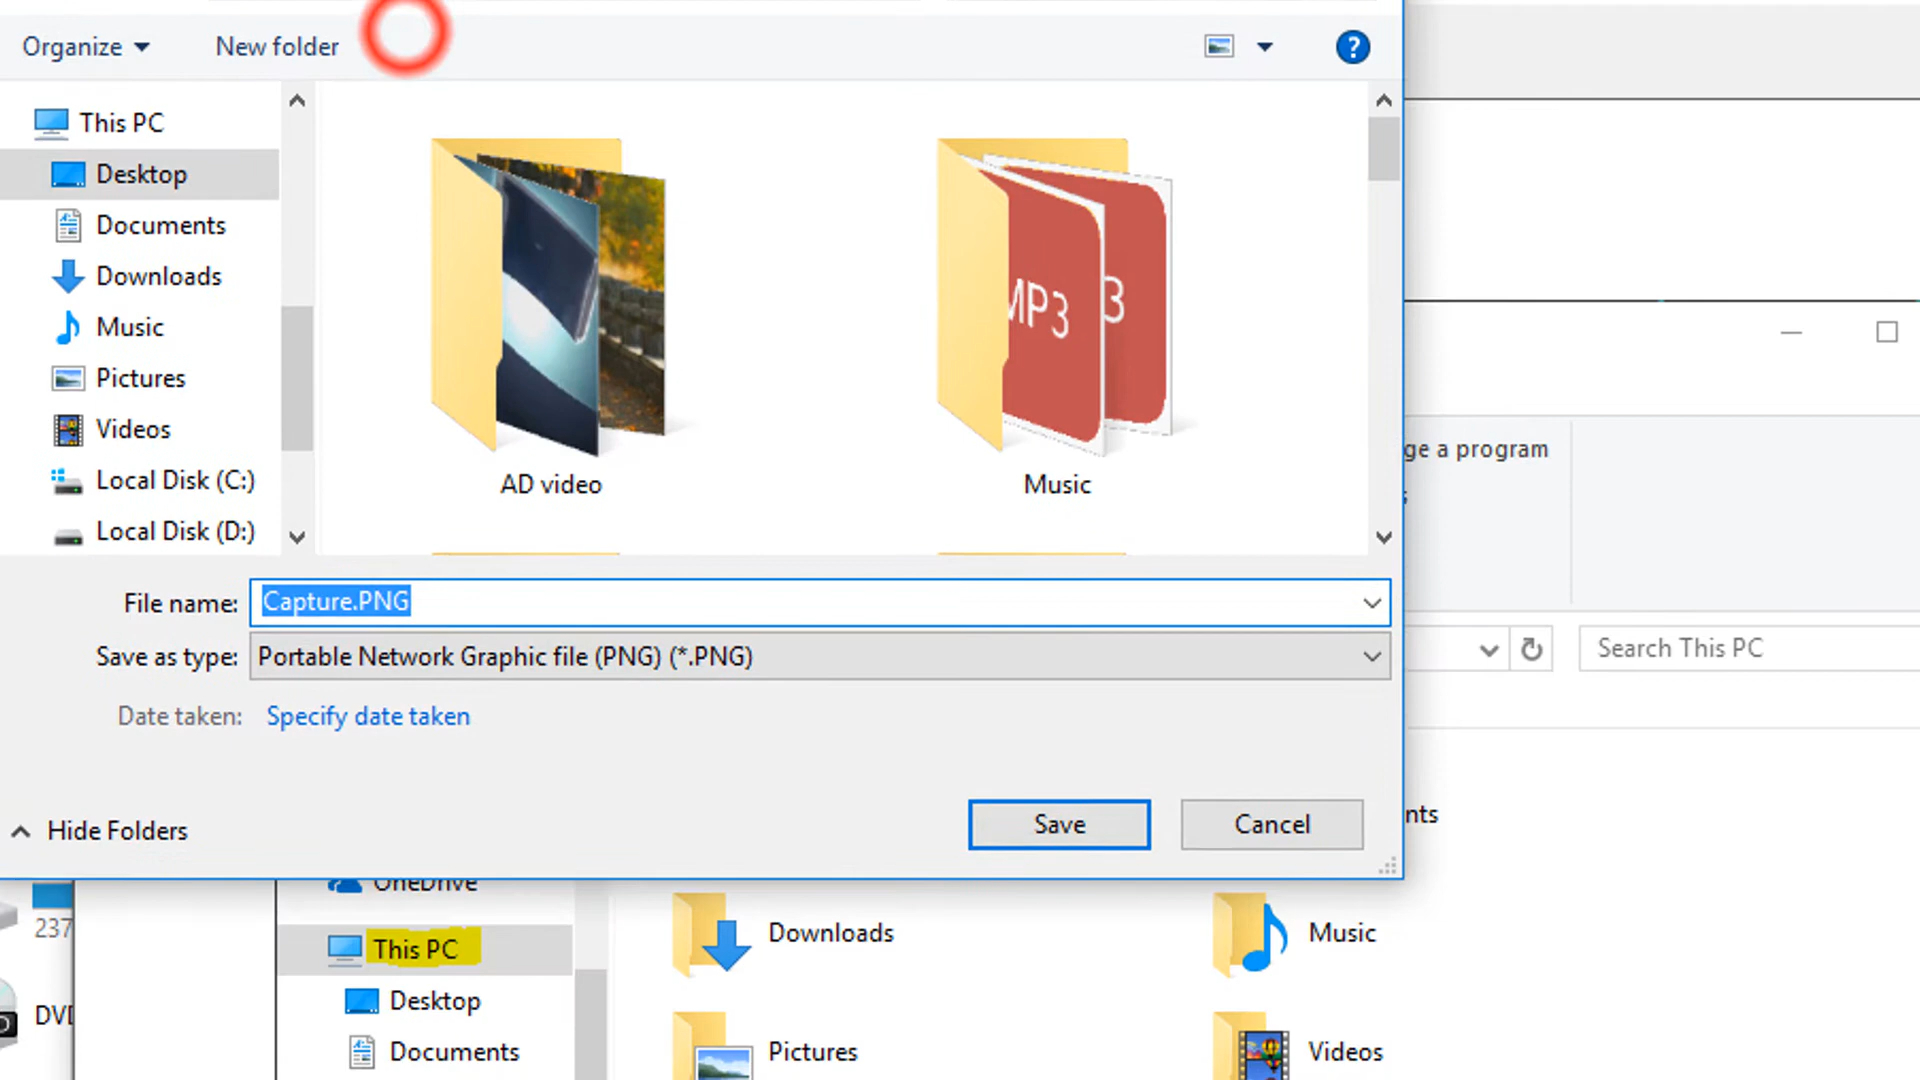 Organize New folder
This PC
Desktop
Documents
Downloads
Music
Pictures
Videos
Local Disk (C:)
Local Disk (D:)
MP3 3
AD video Music
File name: Capture.PNG
Save as type: Portable Network Graphic file (PNG) (*.PNG)
Date taken: Specify date taken
Hide Folders Save Cancel
ge a program
Search This PC
nts
OneDrive
237
This PC
Desktop
Documents
DVD
Downloads Music
Pictures Videos